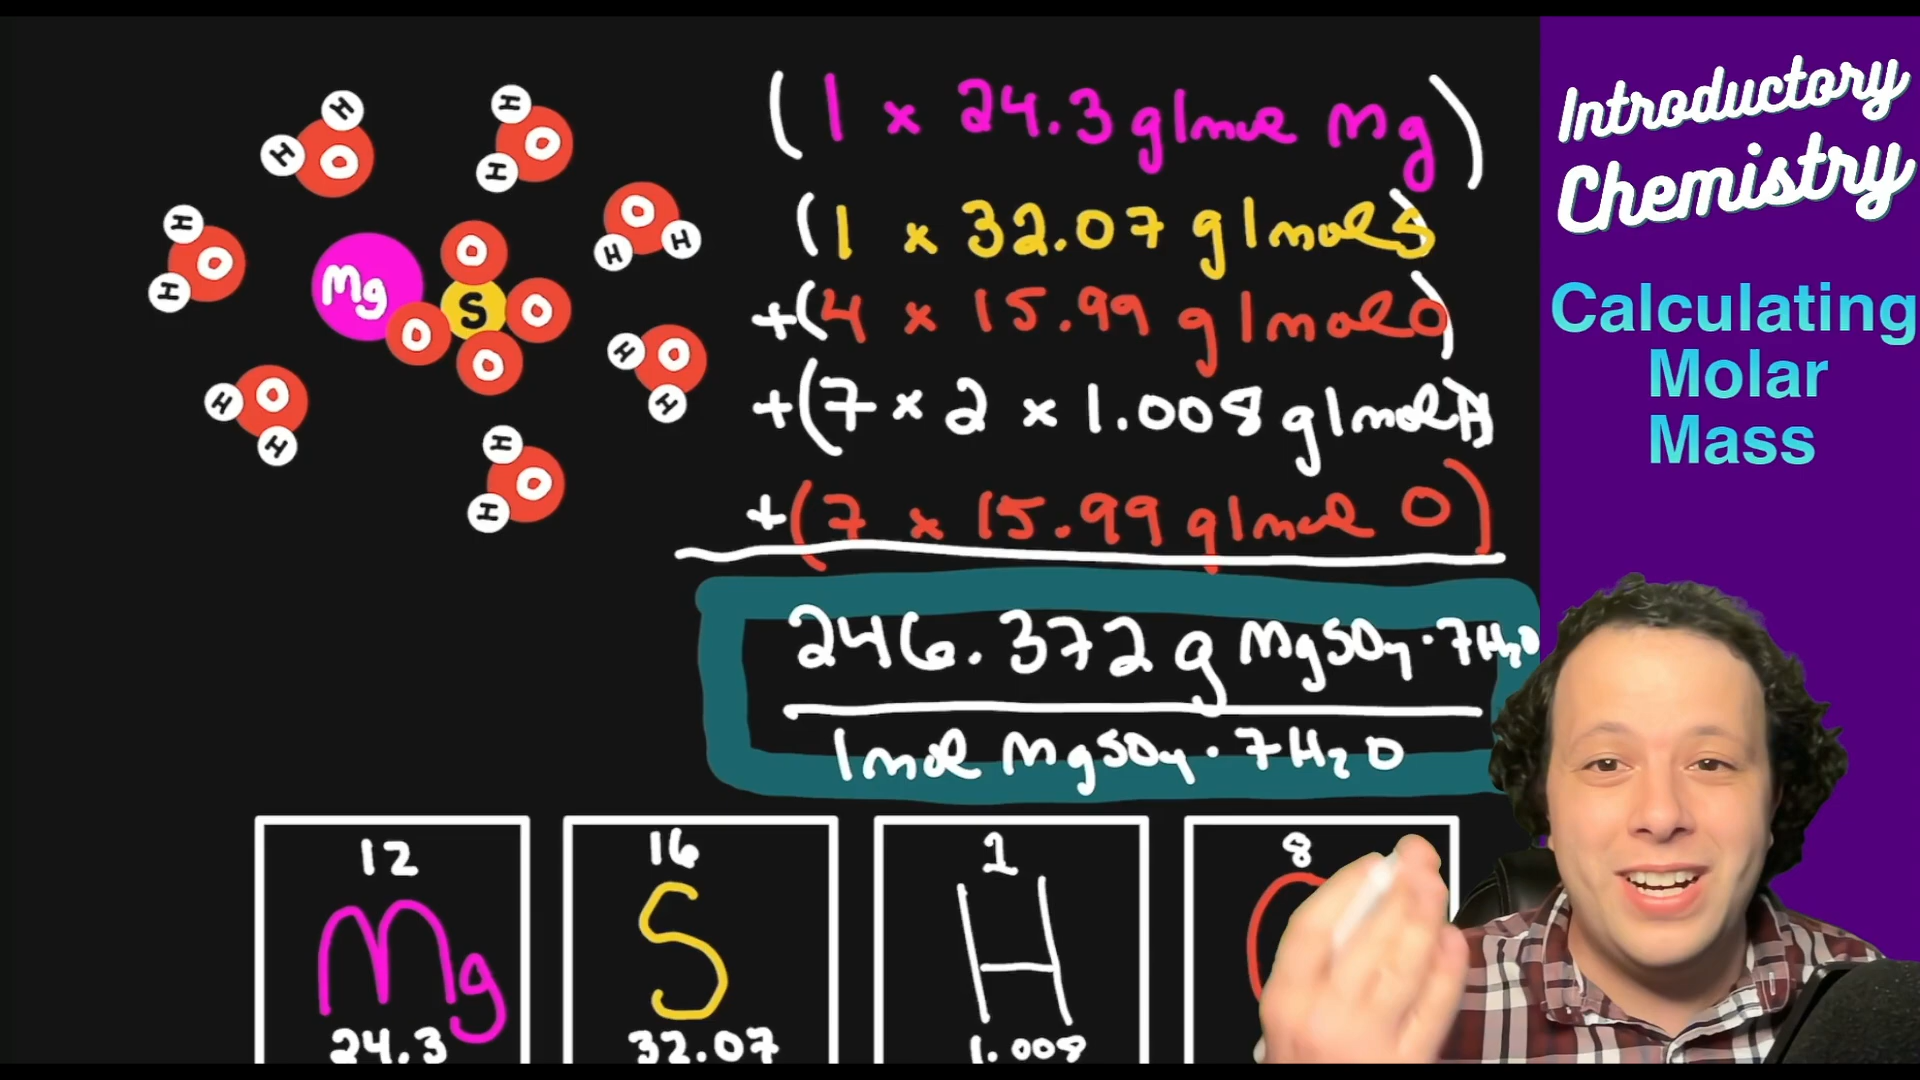 (1 x 24.3 g/mol Mg)
(1 x 32.07 g/mol S)
+(4 x 15.99 g/mol O)
+(7 x 2 x 1.008 g/mol H)
+(7 x 15.99 g/mol O)
246.372 g MgSO4·7H2O
1 mol MgSO4·7H2O
H
H
O
H
H
O
O
H
H
H
H
O
Mg
O
S
O
O
O
H
H
O
H
H
O
H
H
O
12
Mg
24.3
16
S
32.07
1
H
1.008
8
Introductory
Chemistry
Calculating
Molar
Mass